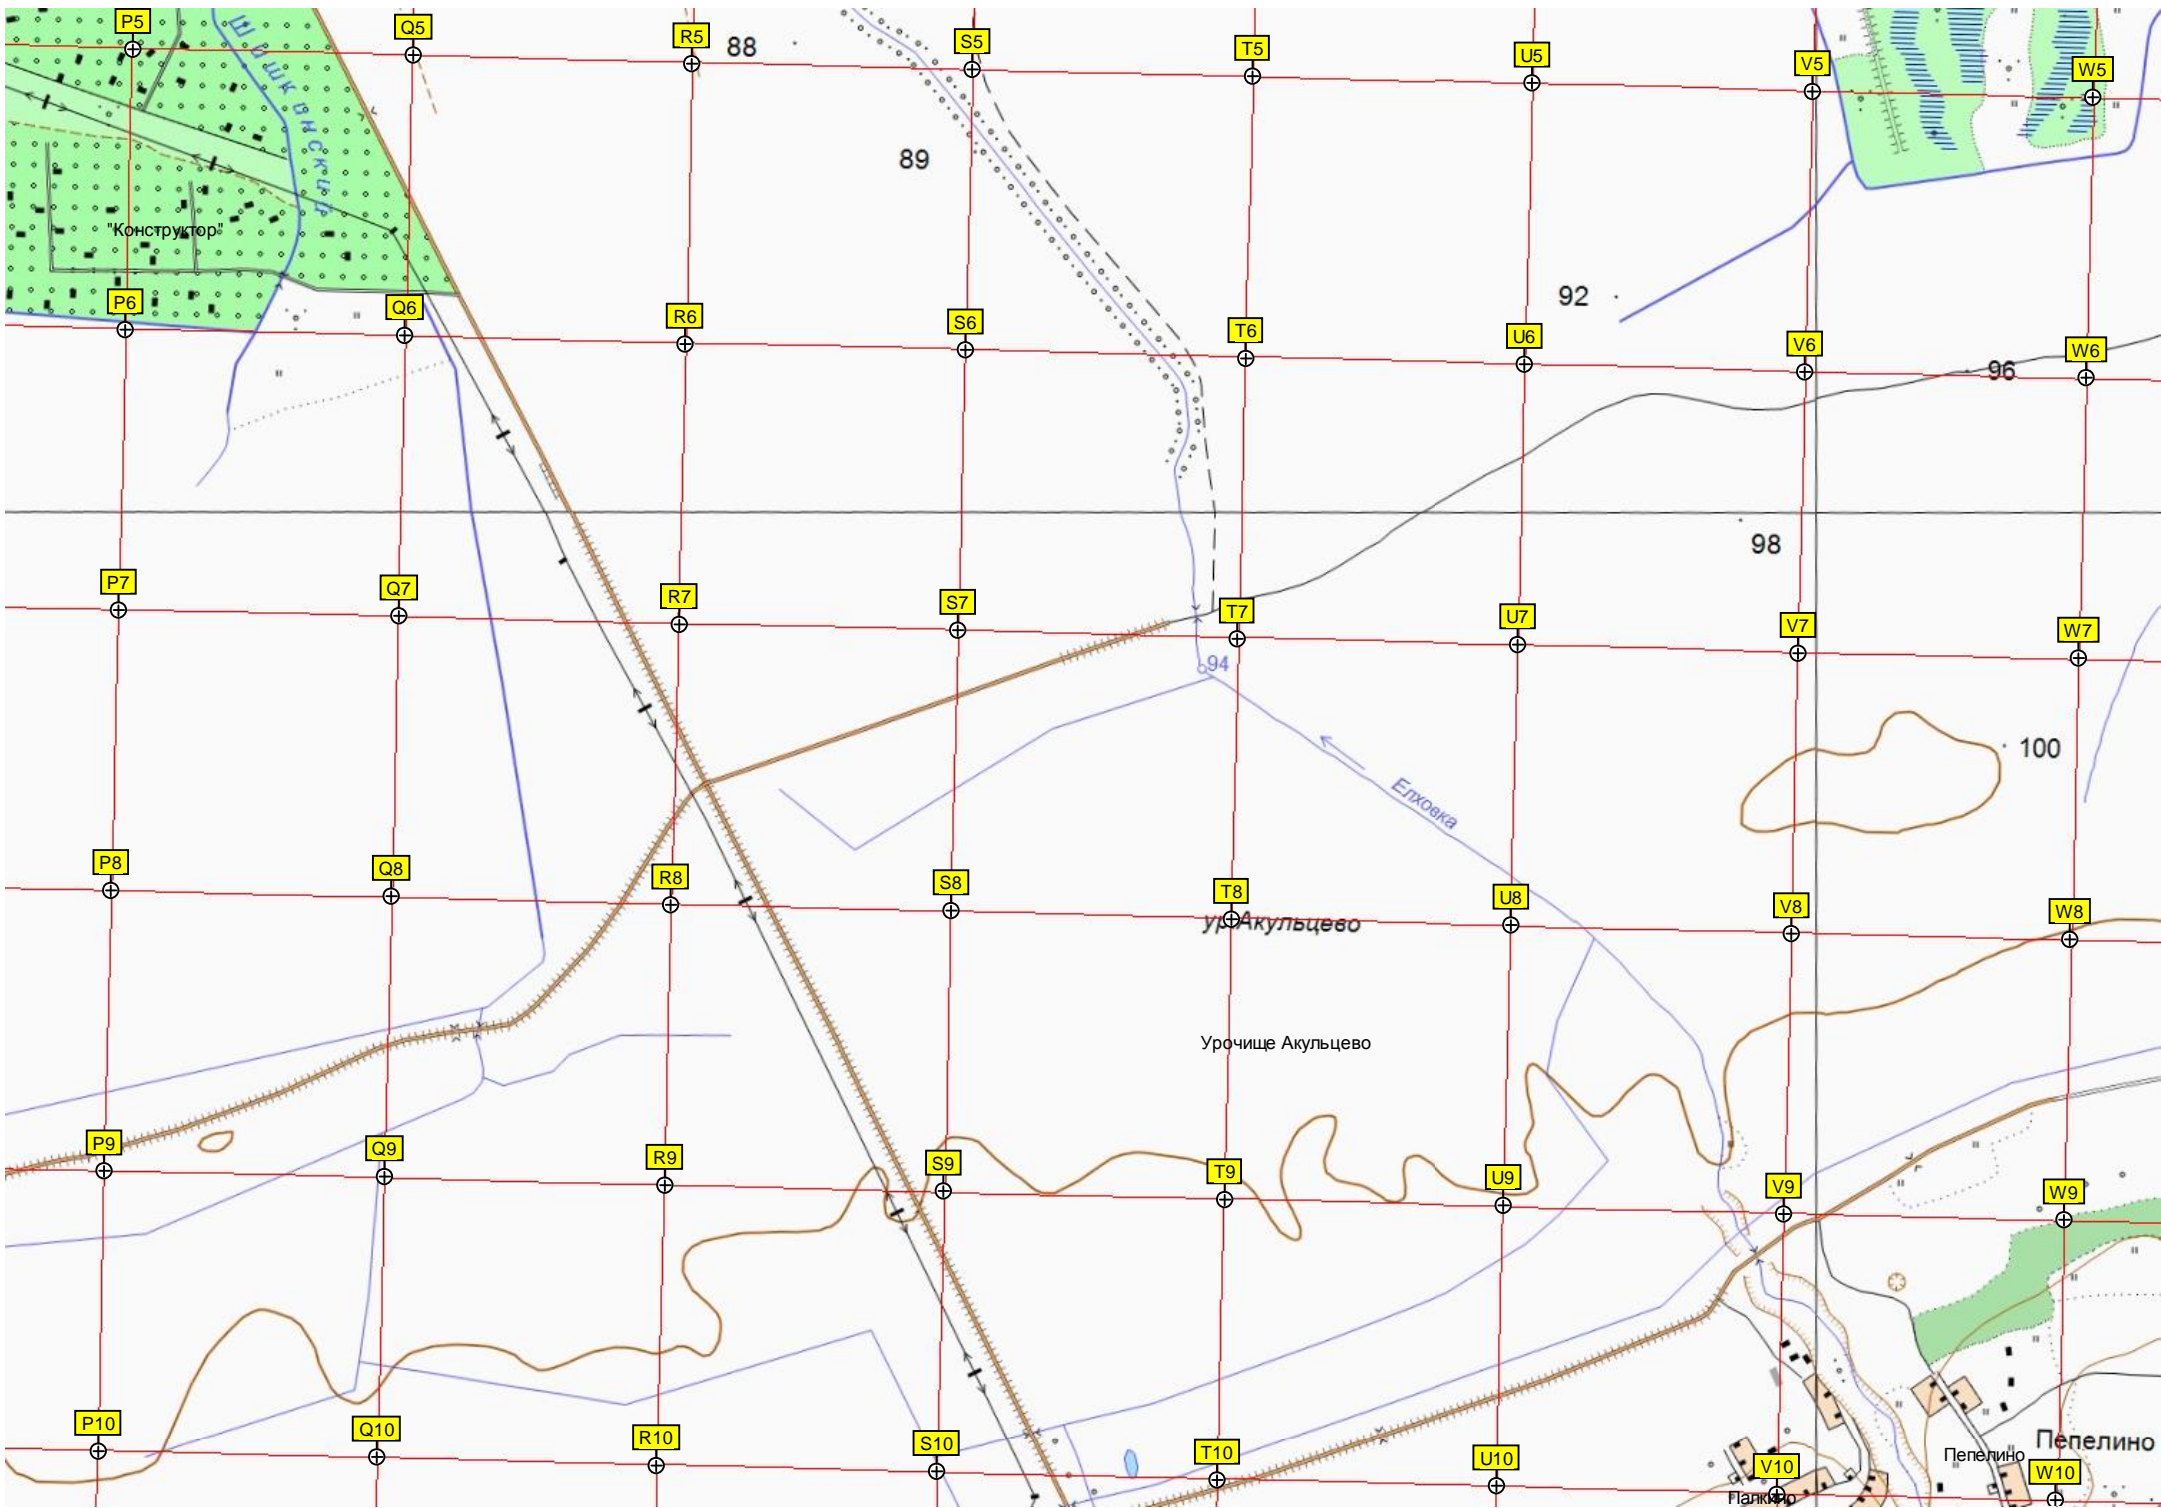 P5
Q5
R5
88
S5
T5
U5
V5
W5
Шишкинский
89
"Конструктор"
P6
Q6
R6
S6
T6
92
U6
V6
96
W6
98
P7
Q7
R7
S7
T7
U7
V7
W7
94
100
Елховка
P8
Q8
R8
S8
T8
U8
V8
W8
ур. Акульцево
Урочище Акульцево
P9
Q9
R9
S9
T9
U9
V9
W9
P10
Q10
R10
S10
T10
U10
V10
W10
Пепелино
Пепелино
Палкино